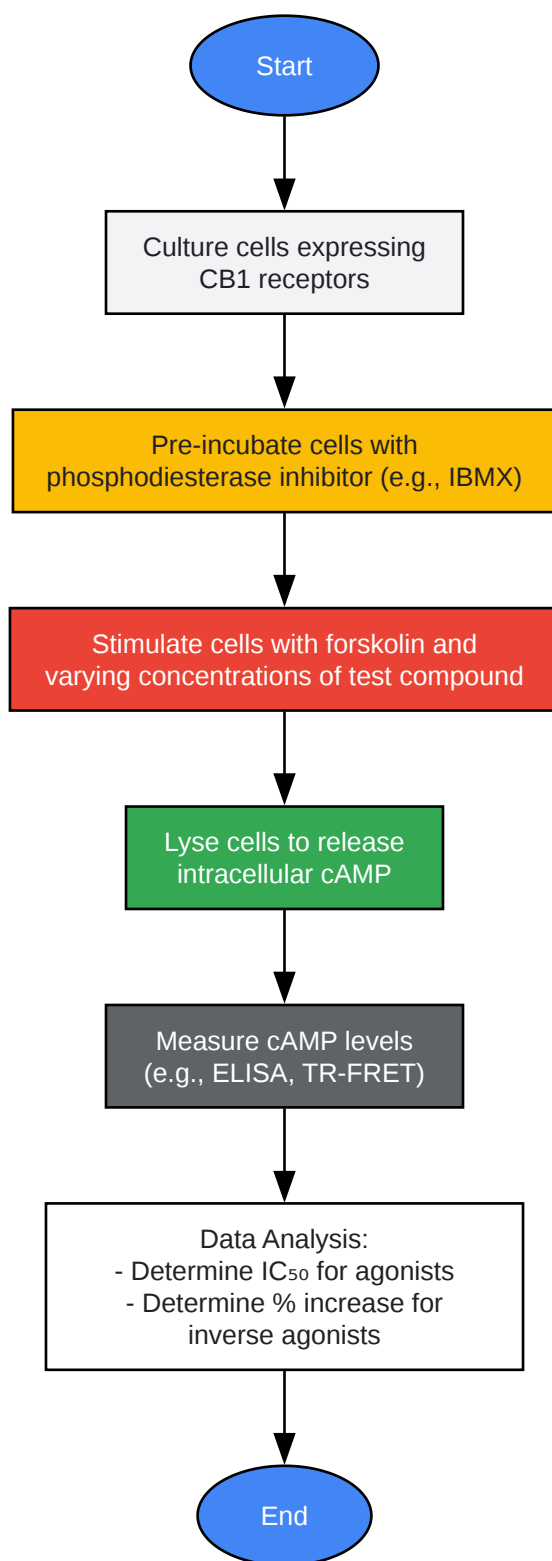 Start
Culture cells expressing
CB1 receptors
Pre-incubate cells with
phosphodiesterase inhibitor (e.g., IBMX)
Stimulate cells with forskolin and
varying concentrations of test compound
Lyse cells to release
intracellular cAMP
Measure cAMP levels
(e.g., ELISA, TR-FRET)
Data Analysis:
- Determine IC₅₀ for agonists
- Determine % increase for
inverse agonists
End